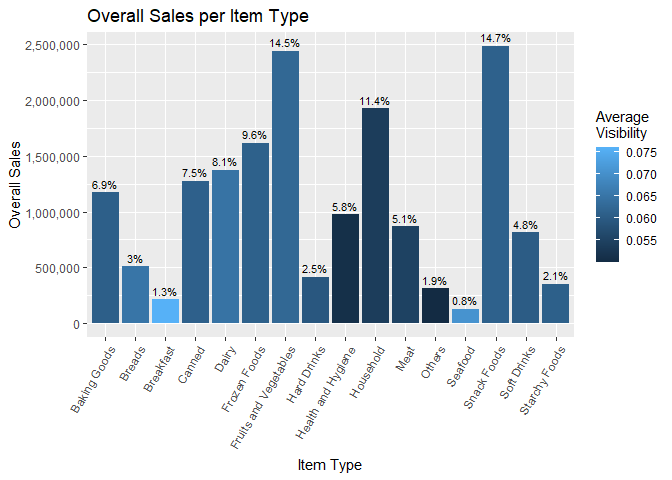 Overall Sales per Item Type
Overall Sales
2,500,000
2,000,000
1,500,000
1,000,000
500,000
0
6.9%
3%
1.3%
7.5%
8.1%
9.6%
14.5%
2.5%
5.8%
11.4%
5.1%
1.9%
0.8%
14.7%
4.8%
2.1%
Baking Goods
Breads
Breakfast
Canned
Dairy
Frozen Foods
Fruits and Vegetables
Hard Drinks
Health and Hygiene
Household
Meat
Others
Seafood
Snack Foods
Soft Drinks
Starchy Foods
Item Type
Average
Visibility
0.075
0.070
0.065
0.060
0.055